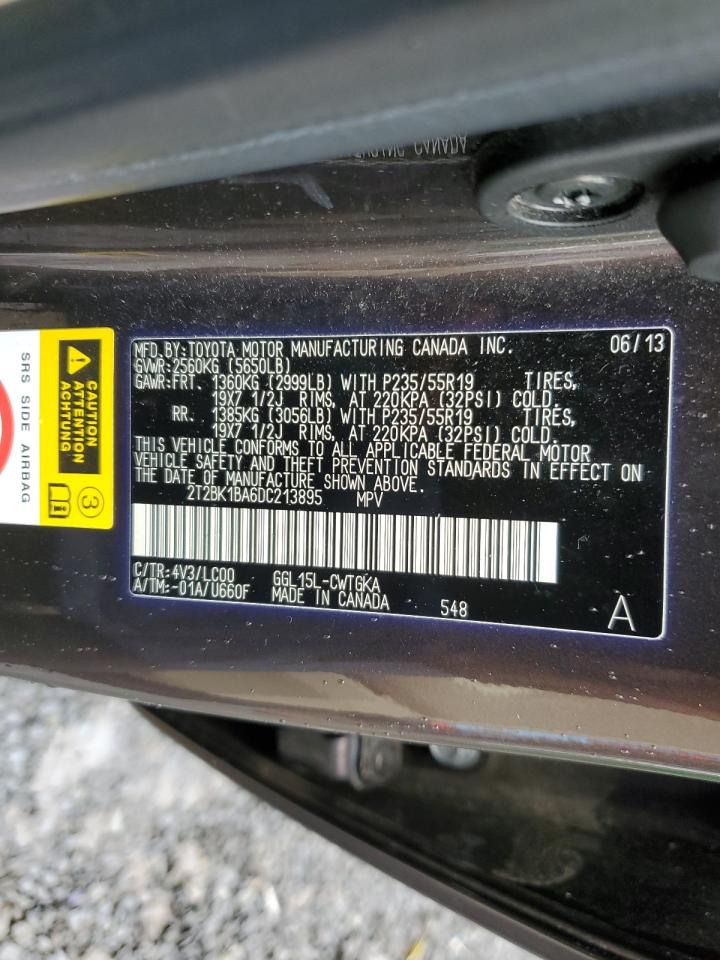 MFD.BY:TOYOTA MOTOR MANUFACTURING CANADA INC. 06/13
GVWR:2560KG (5650LB)
GAWR:FRT. 1360KG (2999LB) WITH P235/55R19 TIRES,
19X7 1/2J RIMS, AT 220KPA (32PSI) COLD.
RR. 1385KG (3056LB) WITH P235/55R19 TIRES,
19X7 1/2J RIMS, AT 220KPA (32PSI) COLD.
THIS VEHICLE CONFORMS TO ALL APPLICABLE FEDERAL MOTOR
VEHICLE SAFETY AND THEFT PREVENTION STANDARDS IN EFFECT ON
THE DATE OF MANUFACTURE SHOWN ABOVE.
2T2BK1BA6DC213895 MPV
C/TR:4V3/LC00 GGL15L-CWTGKA
A/TM:-01A/U660F MADE IN CANADA 548 A
CAUTION
ATTENTION
ACHTUNG
3
SRS SIDE AIRBAG